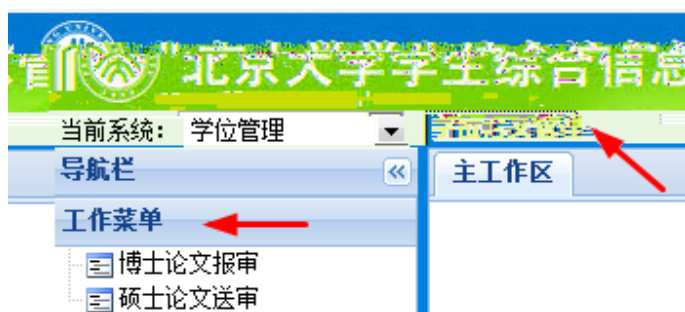 北京大学学生综合信息
当前系统： 学位管理
导航栏
主工作区
工作菜单
博士论文报审
硕士论文送审